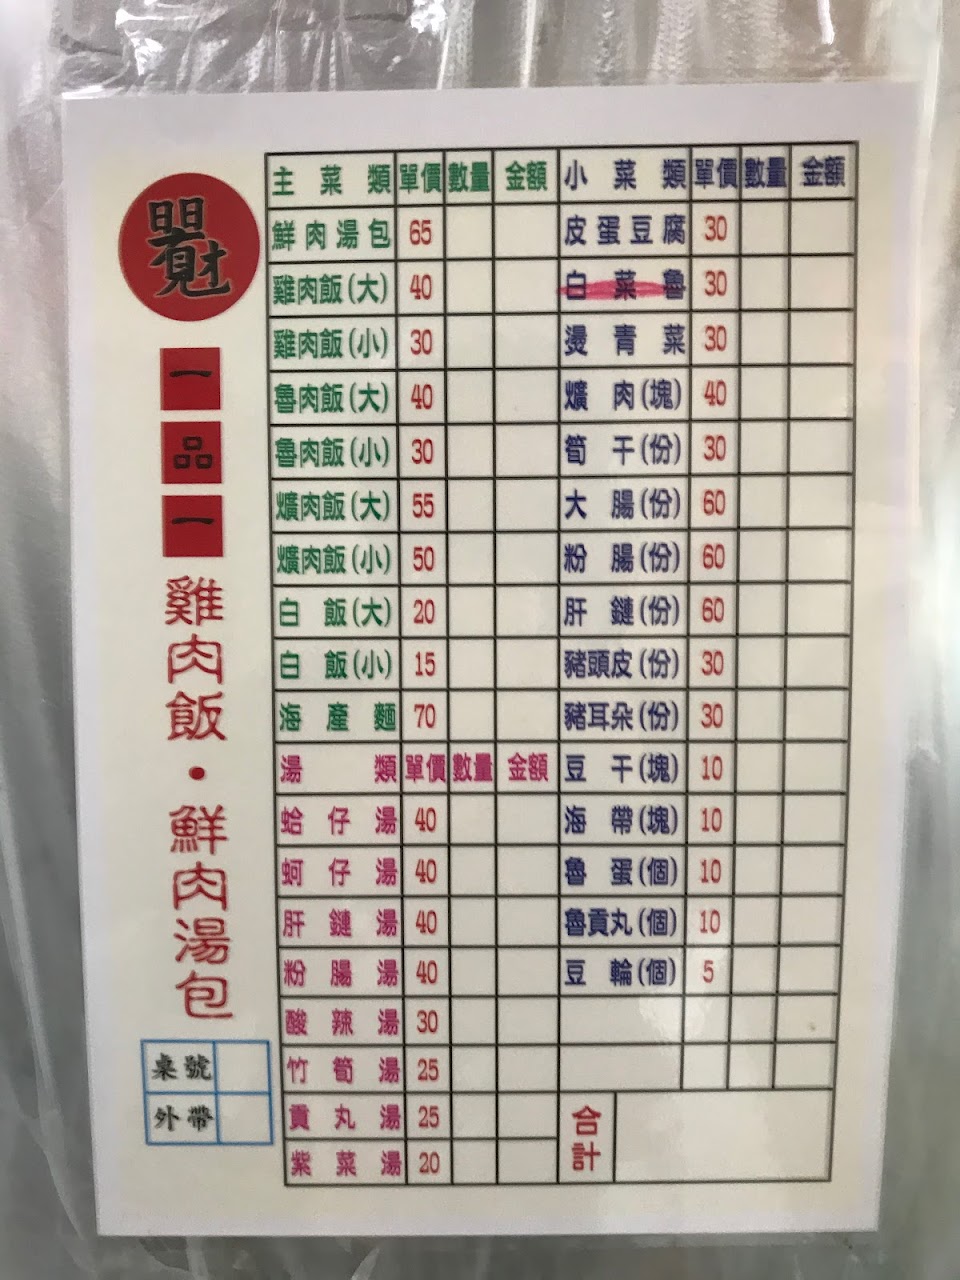 一品一
雞肉飯・鮮肉湯包
桌號
外帶
主菜類 單價 數量 金額
鮮肉湯包 65
雞肉飯(大) 40
雞肉飯(小) 30
魯肉飯(大) 40
魯肉飯(小) 30
爌肉飯(大) 55
爌肉飯(小) 50
白飯(大) 20
白飯(小) 15
海產麵 70
湯類 單價 數量 金額
蛤仔湯 40
蚵仔湯 40
肝鏈湯 40
粉腸湯 40
酸辣湯 30
竹筍湯 25
貢丸湯 25
紫菜湯 20
小菜類 單價 數量 金額
皮蛋豆腐 30
白菜魯 30
燙青菜 30
爌肉(塊) 40
筍干(份) 30
大腸(份) 60
粉腸(份) 60
肝鏈(份) 60
豬頭皮(份) 30
豬耳朵(份) 30
豆干(塊) 10
海帶(塊) 10
魯蛋(個) 10
魯貢丸(個) 10
豆輪(個) 5
合計